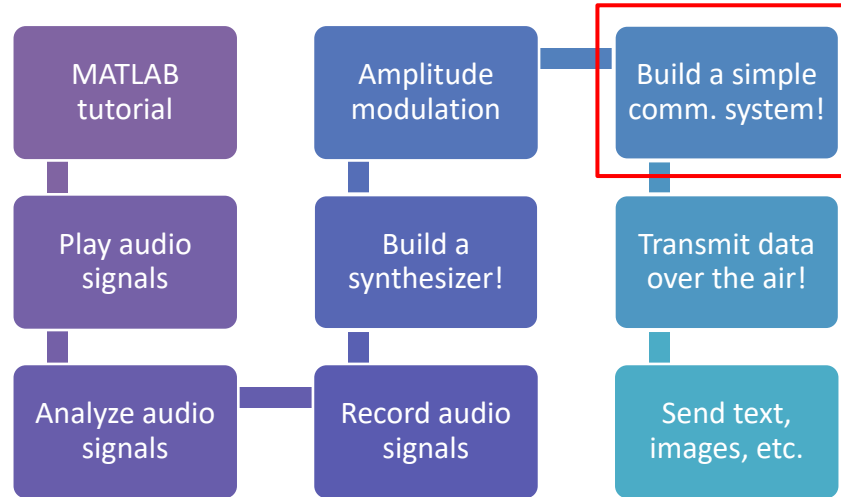 MATLAB
tutorial
Play audio
signals
Analyze audio
signals
Record audio
signals
Build a
synthesizer!
Amplitude
modulation
Build a simple
comm. system!
Transmit data
over the air!
Send text,
images, etc.